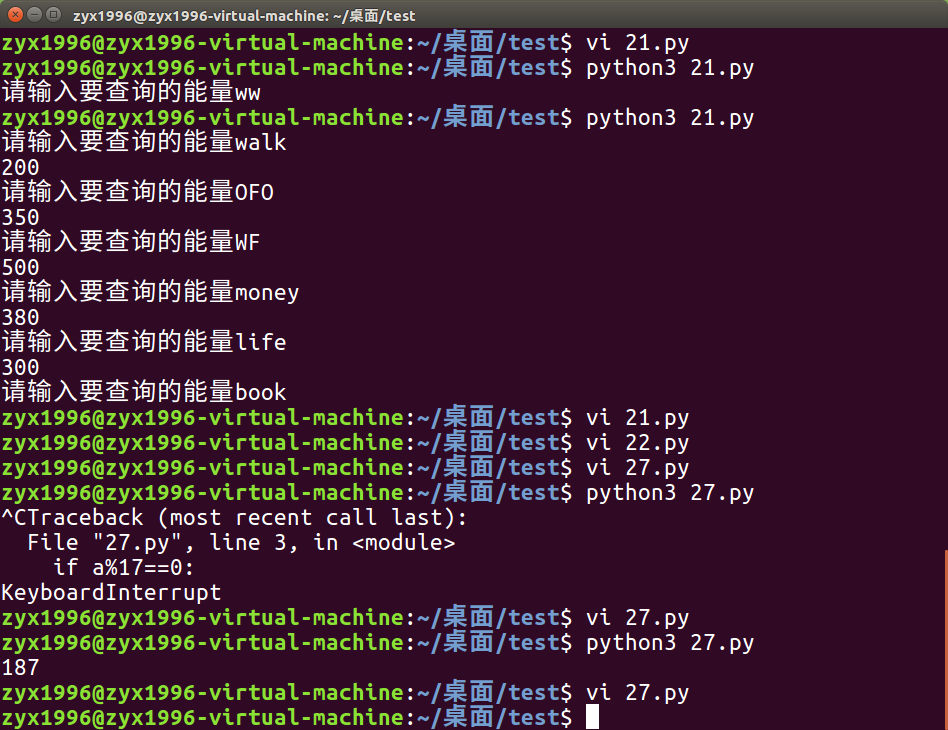 zyx1996@zyx1996-virtual-machine: ~/桌面/test
zyx1996@zyx1996-virtual-machine:~/桌面/test$ vi 21.py
zyx1996@zyx1996-virtual-machine:~/桌面/test$ python3 21.py
请输入要查询的能量ww
zyx1996@zyx1996-virtual-machine:~/桌面/test$ python3 21.py
请输入要查询的能量walk
200
请输入要查询的能量OFO
350
请输入要查询的能量WF
500
请输入要查询的能量money
380
请输入要查询的能量life
300
请输入要查询的能量book
zyx1996@zyx1996-virtual-machine:~/桌面/test$ vi 21.py
zyx1996@zyx1996-virtual-machine:~/桌面/test$ vi 22.py
zyx1996@zyx1996-virtual-machine:~/桌面/test$ vi 27.py
zyx1996@zyx1996-virtual-machine:~/桌面/test$ python3 27.py
^CTraceback (most recent call last):
  File "27.py", line 3, in <module>
    if a%17==0:
KeyboardInterrupt
zyx1996@zyx1996-virtual-machine:~/桌面/test$ vi 27.py
zyx1996@zyx1996-virtual-machine:~/桌面/test$ python3 27.py
187
zyx1996@zyx1996-virtual-machine:~/桌面/test$ vi 27.py
zyx1996@zyx1996-virtual-machine:~/桌面/test$